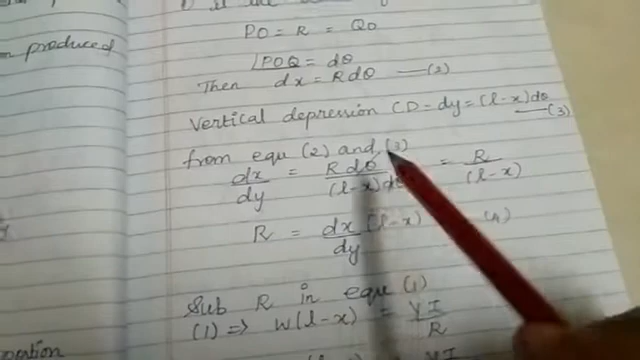 n produced
PO = R = QO
∠POQ = dθ
Then dx = R dθ —(2)
Vertical depression CD = dy = (l-x)dθ —(3)
from equ (2) and (3)
dx/dy = R dθ/(l-x)dθ = R/(l-x)
R = dx/dy (l-x) (4)
Sub R in equ (1)
(1) ⇒ W(l-x) = YI/R
YI